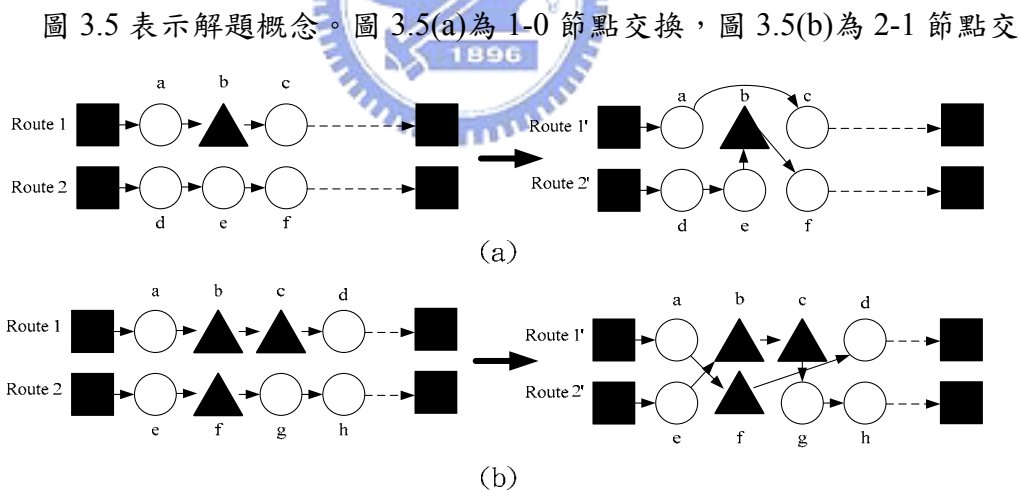 圖 3.5 表示解題概念。圖 3.5(a)為 1-0 節點交換，圖 3.5(b)為 2-1 節點交
1896
a b c
Route 1
Route 2
d e f
a b c
Route 1'
Route 2'
d e f
(a)
a b c d
Route 1
Route 2
e f g h
a b c d
Route 1'
Route 2'
e f g h
(b)